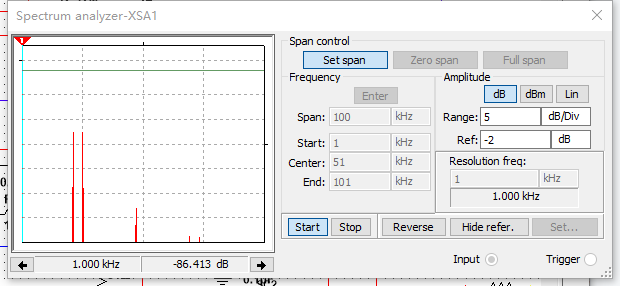 Spectrum analyzer-XSA1
Span control
Set span
Zero span
Full span
Frequency
Enter
Span: 100 kHz
Start: 1 kHz
Center: 51 kHz
End: 101 kHz
Amplitude
dB
dBm
Lin
Range: 5 dB/Div
Ref: -2 dB
Resolution freq:
1 kHz
1.000 kHz
Start
Stop
Reverse
Hide refer.
Set...
1.000 kHz
-86.413 dB
Input
Trigger